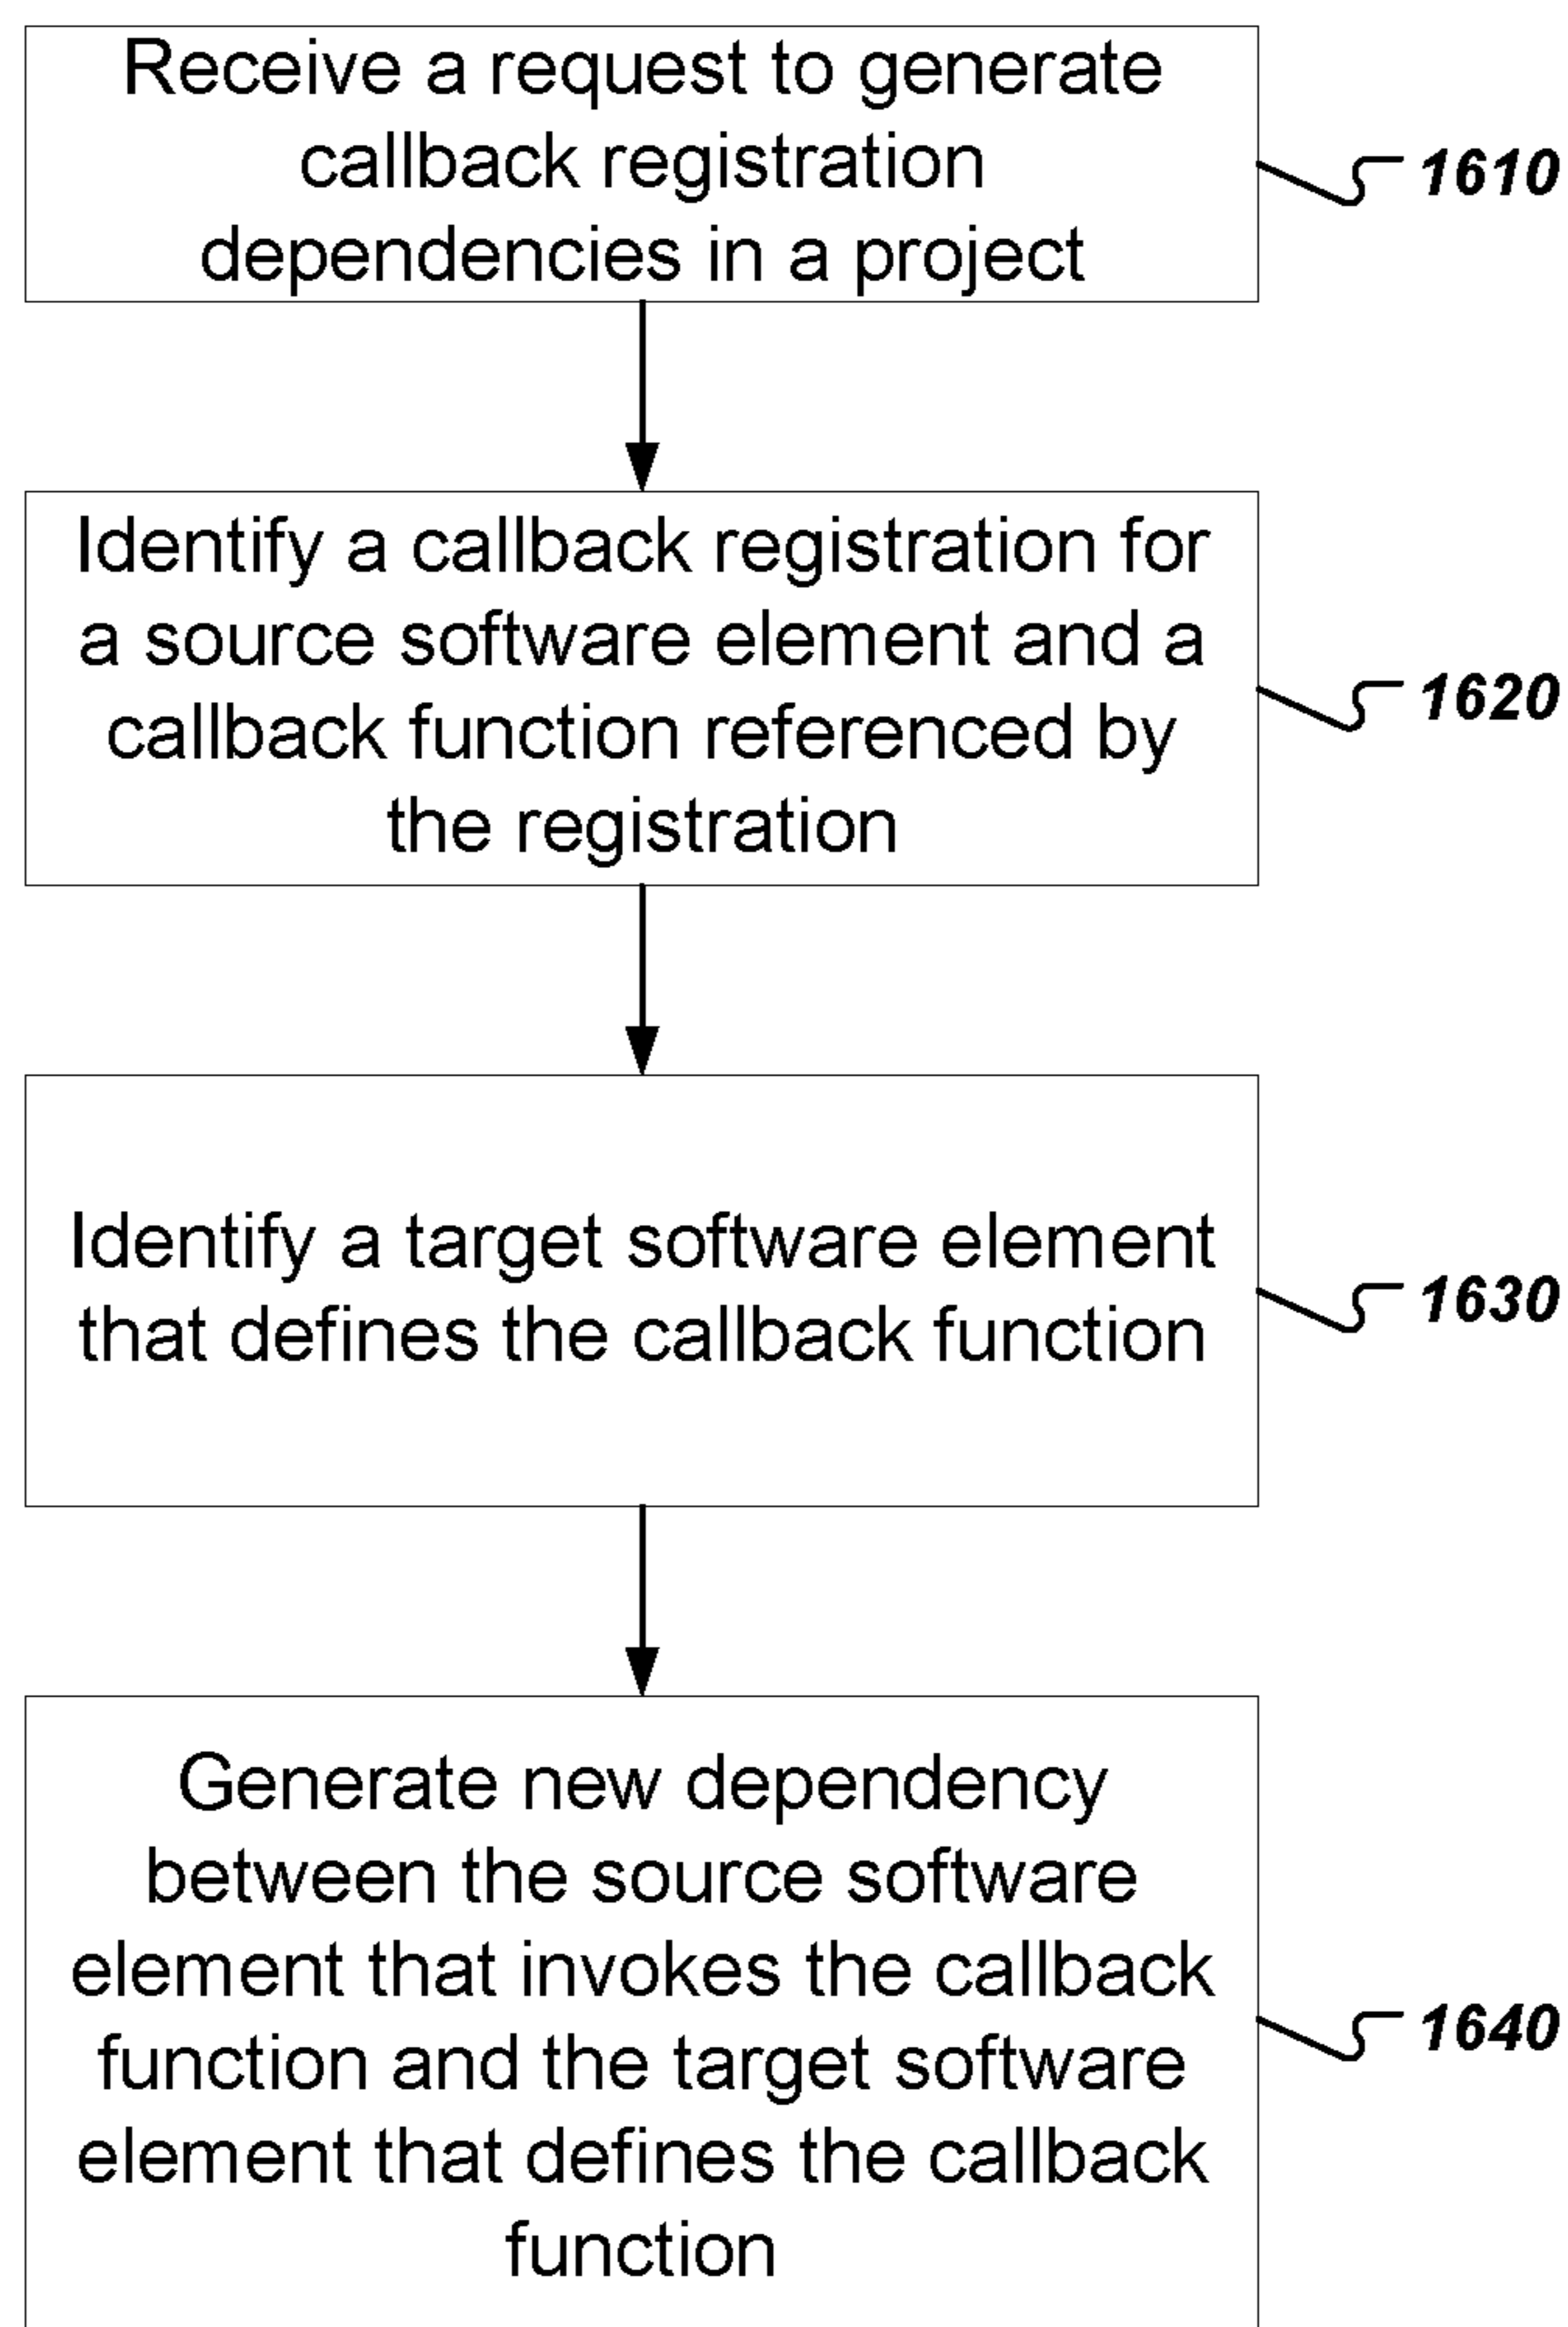 Receive a request to generate
callback registration
dependencies in a project
1610
Identify a callback registration for
a source software element and a
callback function referenced by
the registration
1620
Identify a target software element
that defines the callback function
1630
Generate new dependency
between the source software
element that invokes the callback
function and the target software
element that defines the callback
function
1640